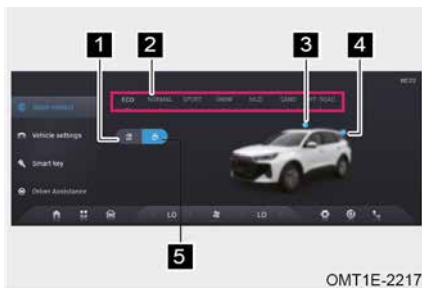 1 2 3 4
ECO NORMAL SPORT SNOW MUD SAND OFF-ROAD
Vehicle settings
Smart key
Driver Assistance
LO LO
5
OMT1E-2217